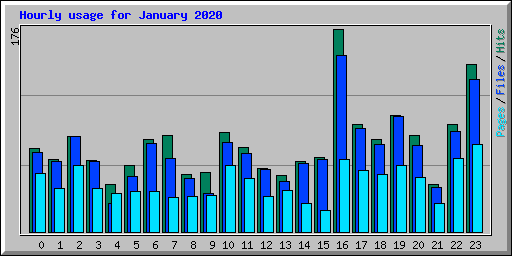 Hourly usage for January 2020
176
Pages/Files/Hits
0 1 2 3 4 5 6 7 8 9 10 11 12 13 14 15 16 17 18 19 20 21 22 23